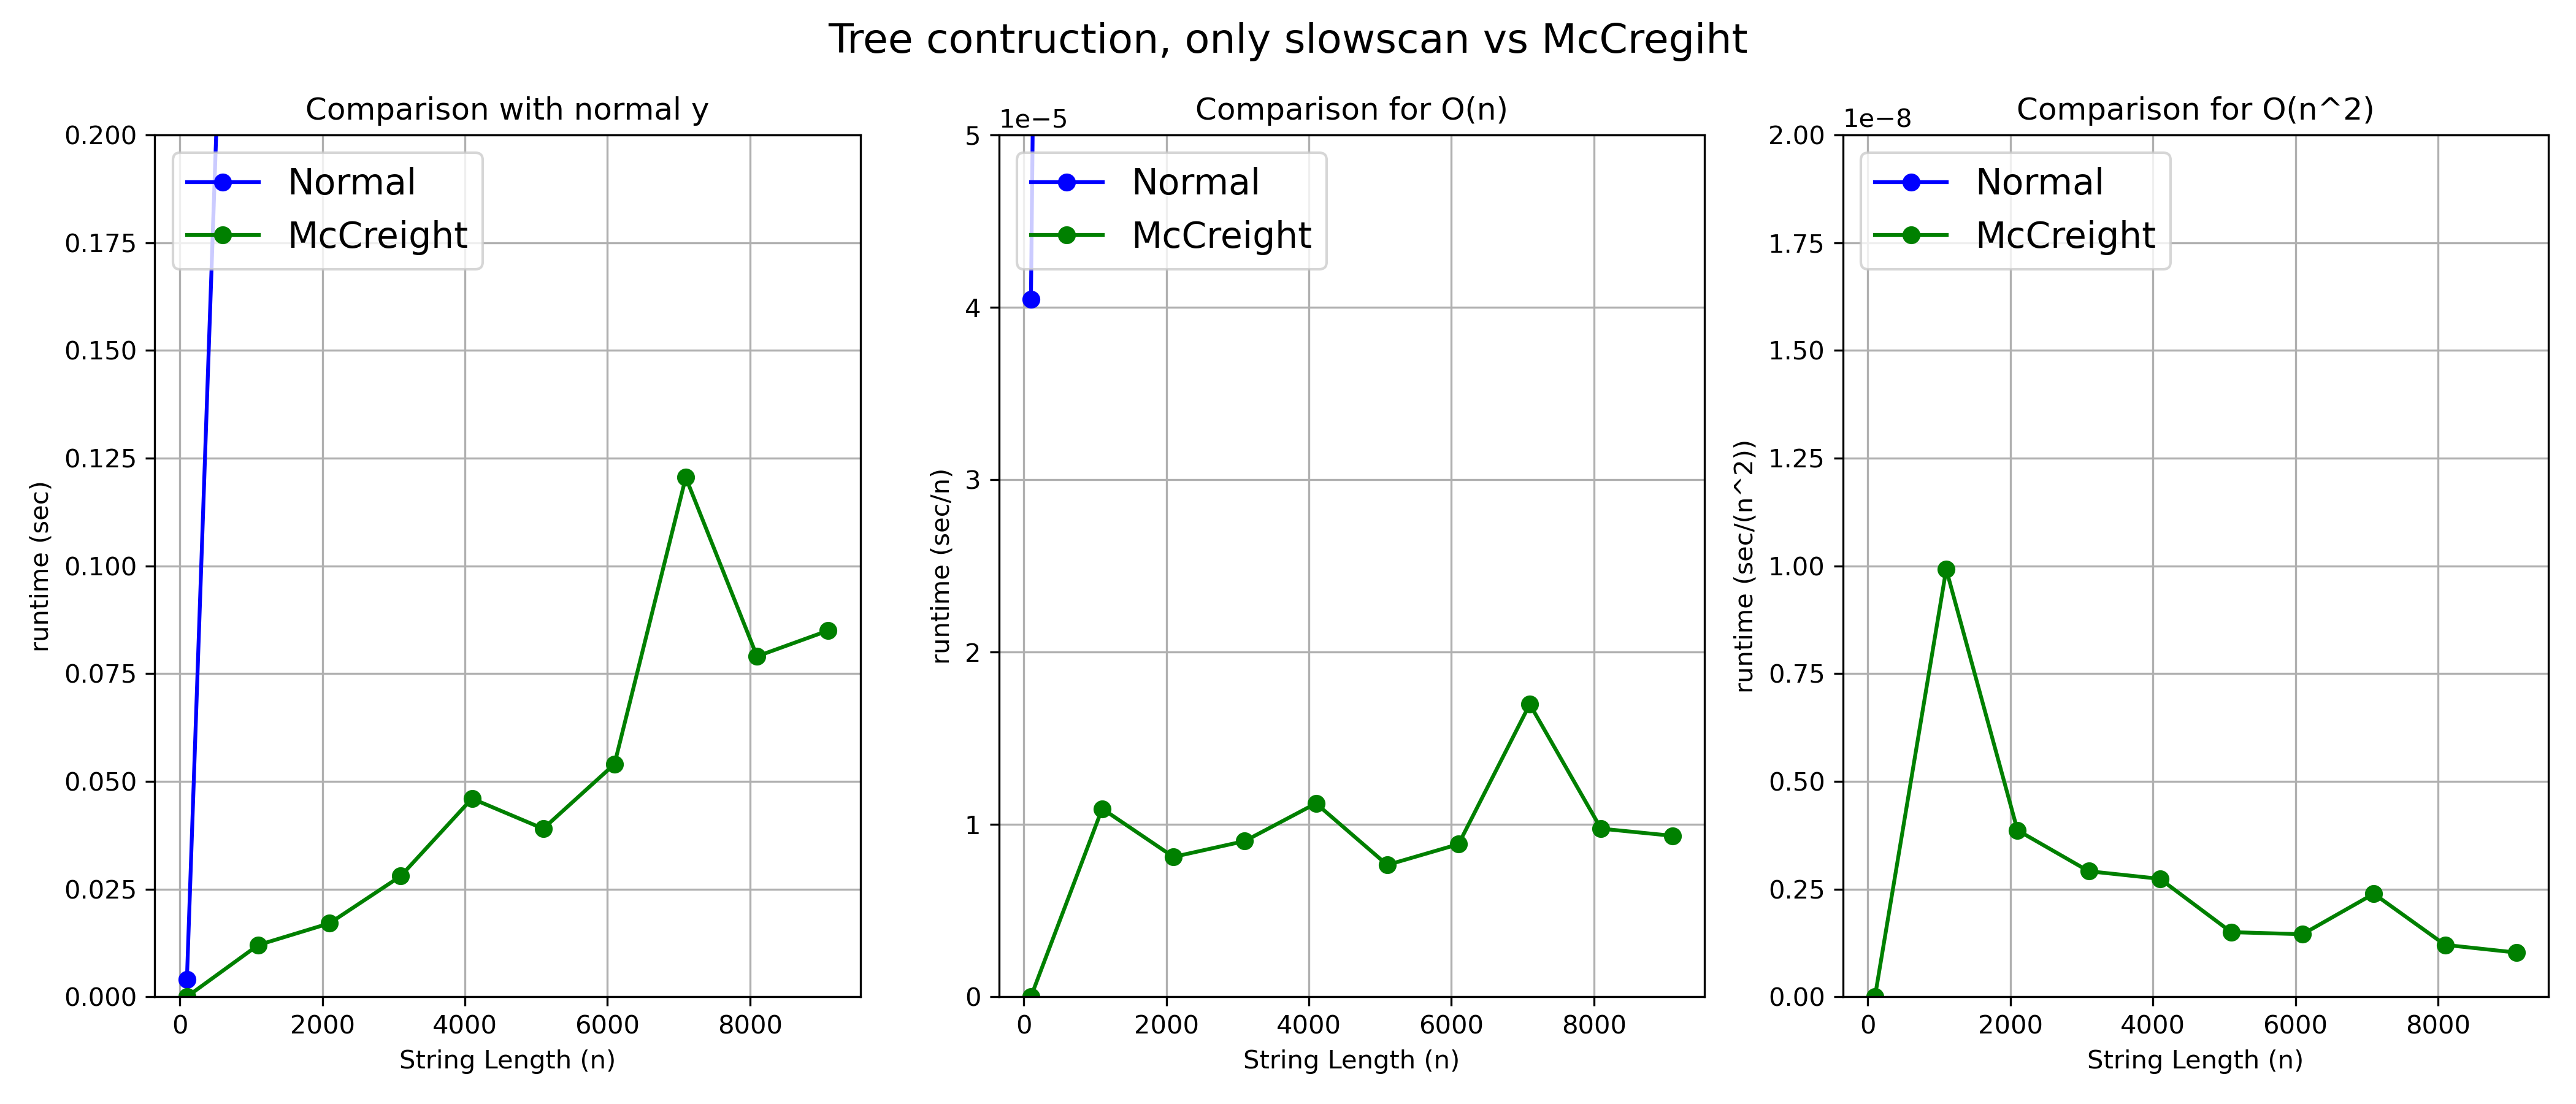 Tree contruction, only slowscan vs McCregiht
Comparison with normal y
0.200
0.175
0.150
0.125
0.100
0.075
0.050
0.025
0.000
runtime (sec)
Normal
McCreight
0 2000 4000 6000 8000
String Length (n)
Comparison for O(n)
1e−5
5
4
3
2
1
0
runtime (sec/n)
Normal
McCreight
0 2000 4000 6000 8000
String Length (n)
Comparison for O(n^2)
1e−8
2.00
1.75
1.50
1.25
1.00
0.75
0.50
0.25
0.00
runtime (sec/(n^2))
Normal
McCreight
0 2000 4000 6000 8000
String Length (n)